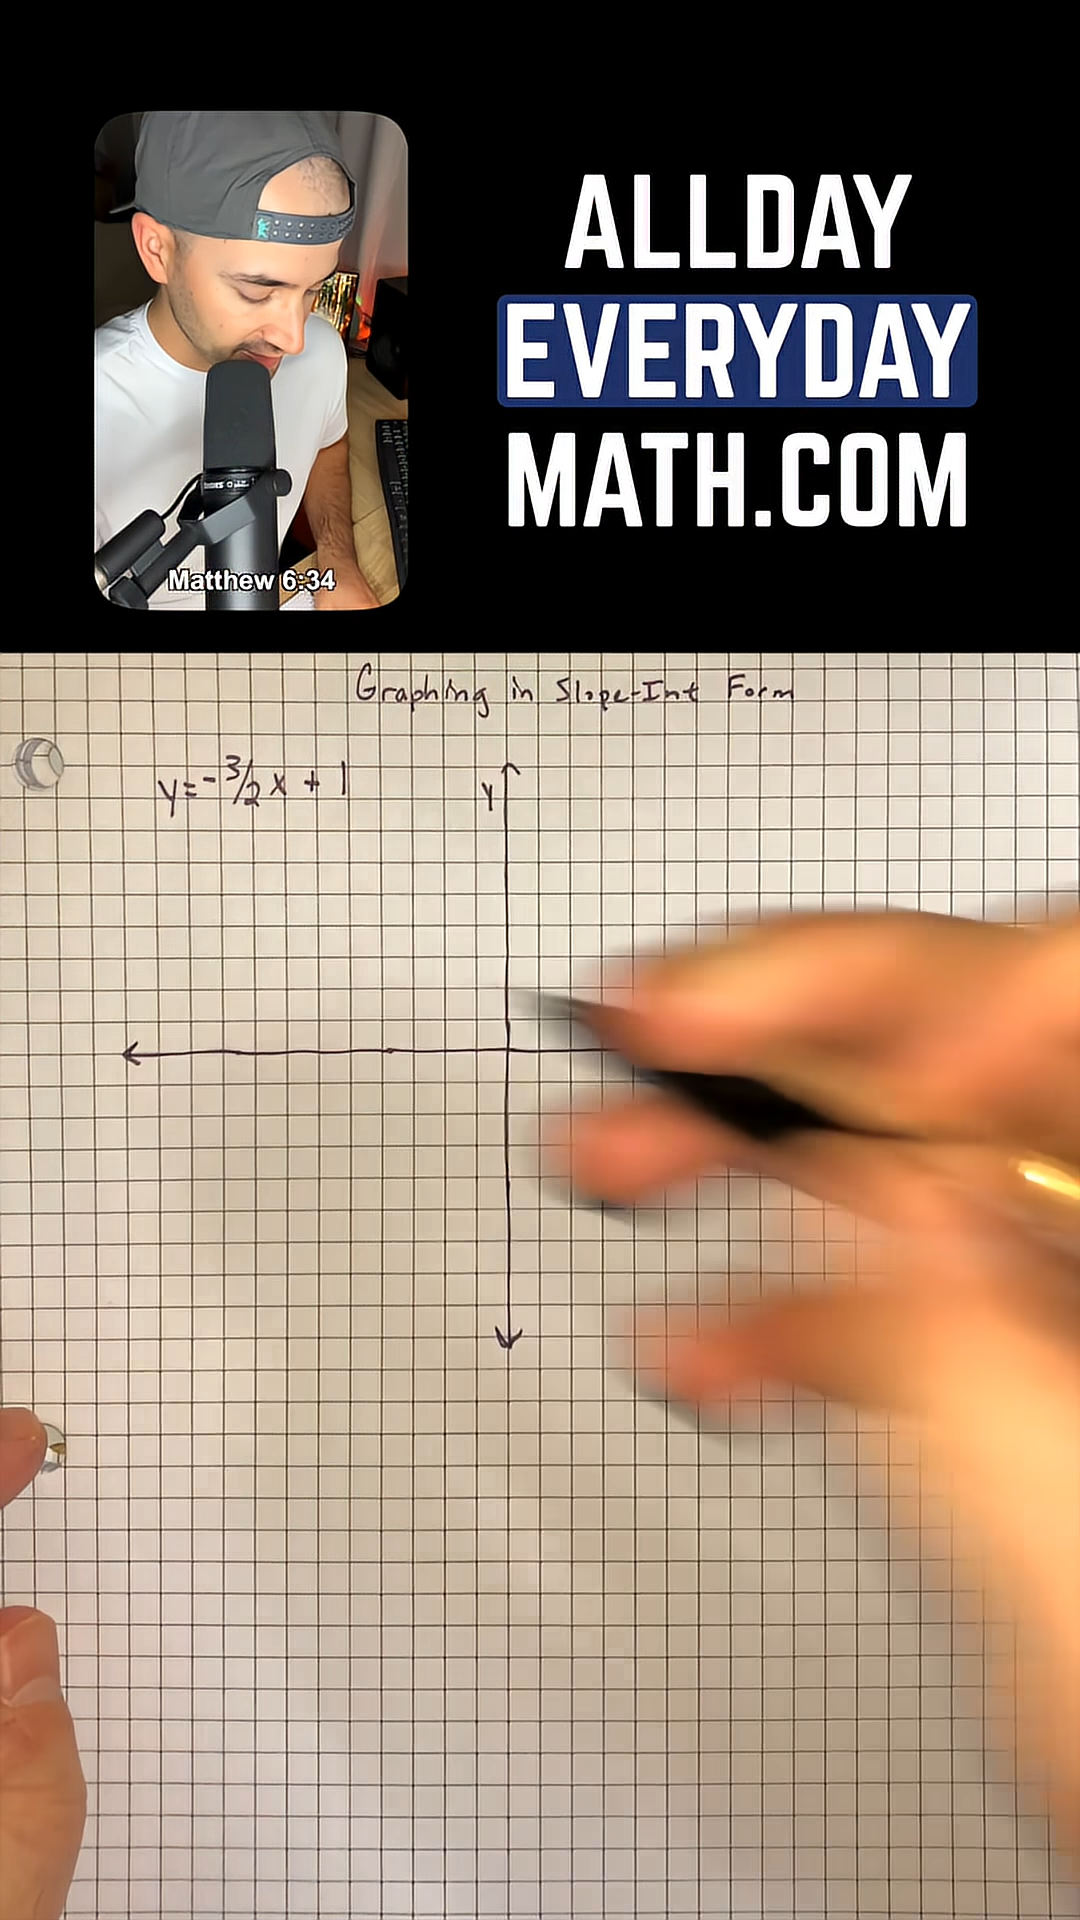 ALLDAY
EVERYDAY
MATH.COM
Matthew 6:34
Graphing in Slope-Int Form
y=-3/2x + 1
y